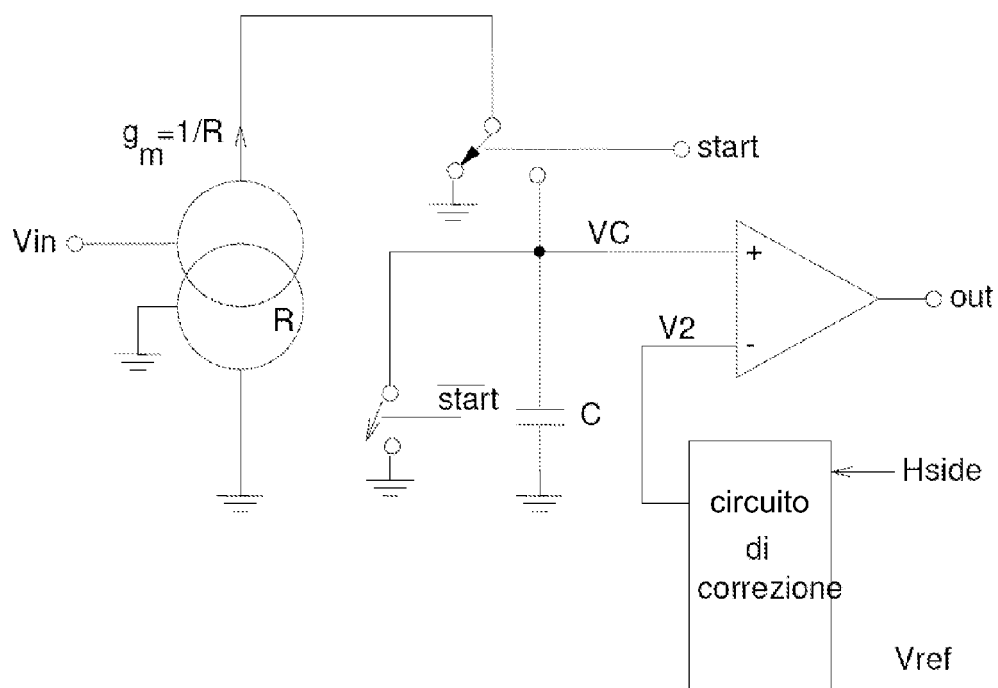 g_m=1/R
start
Vin
VC
+
out
R
V2
-
start
C
Hside
circuito
di
correzione
Vref